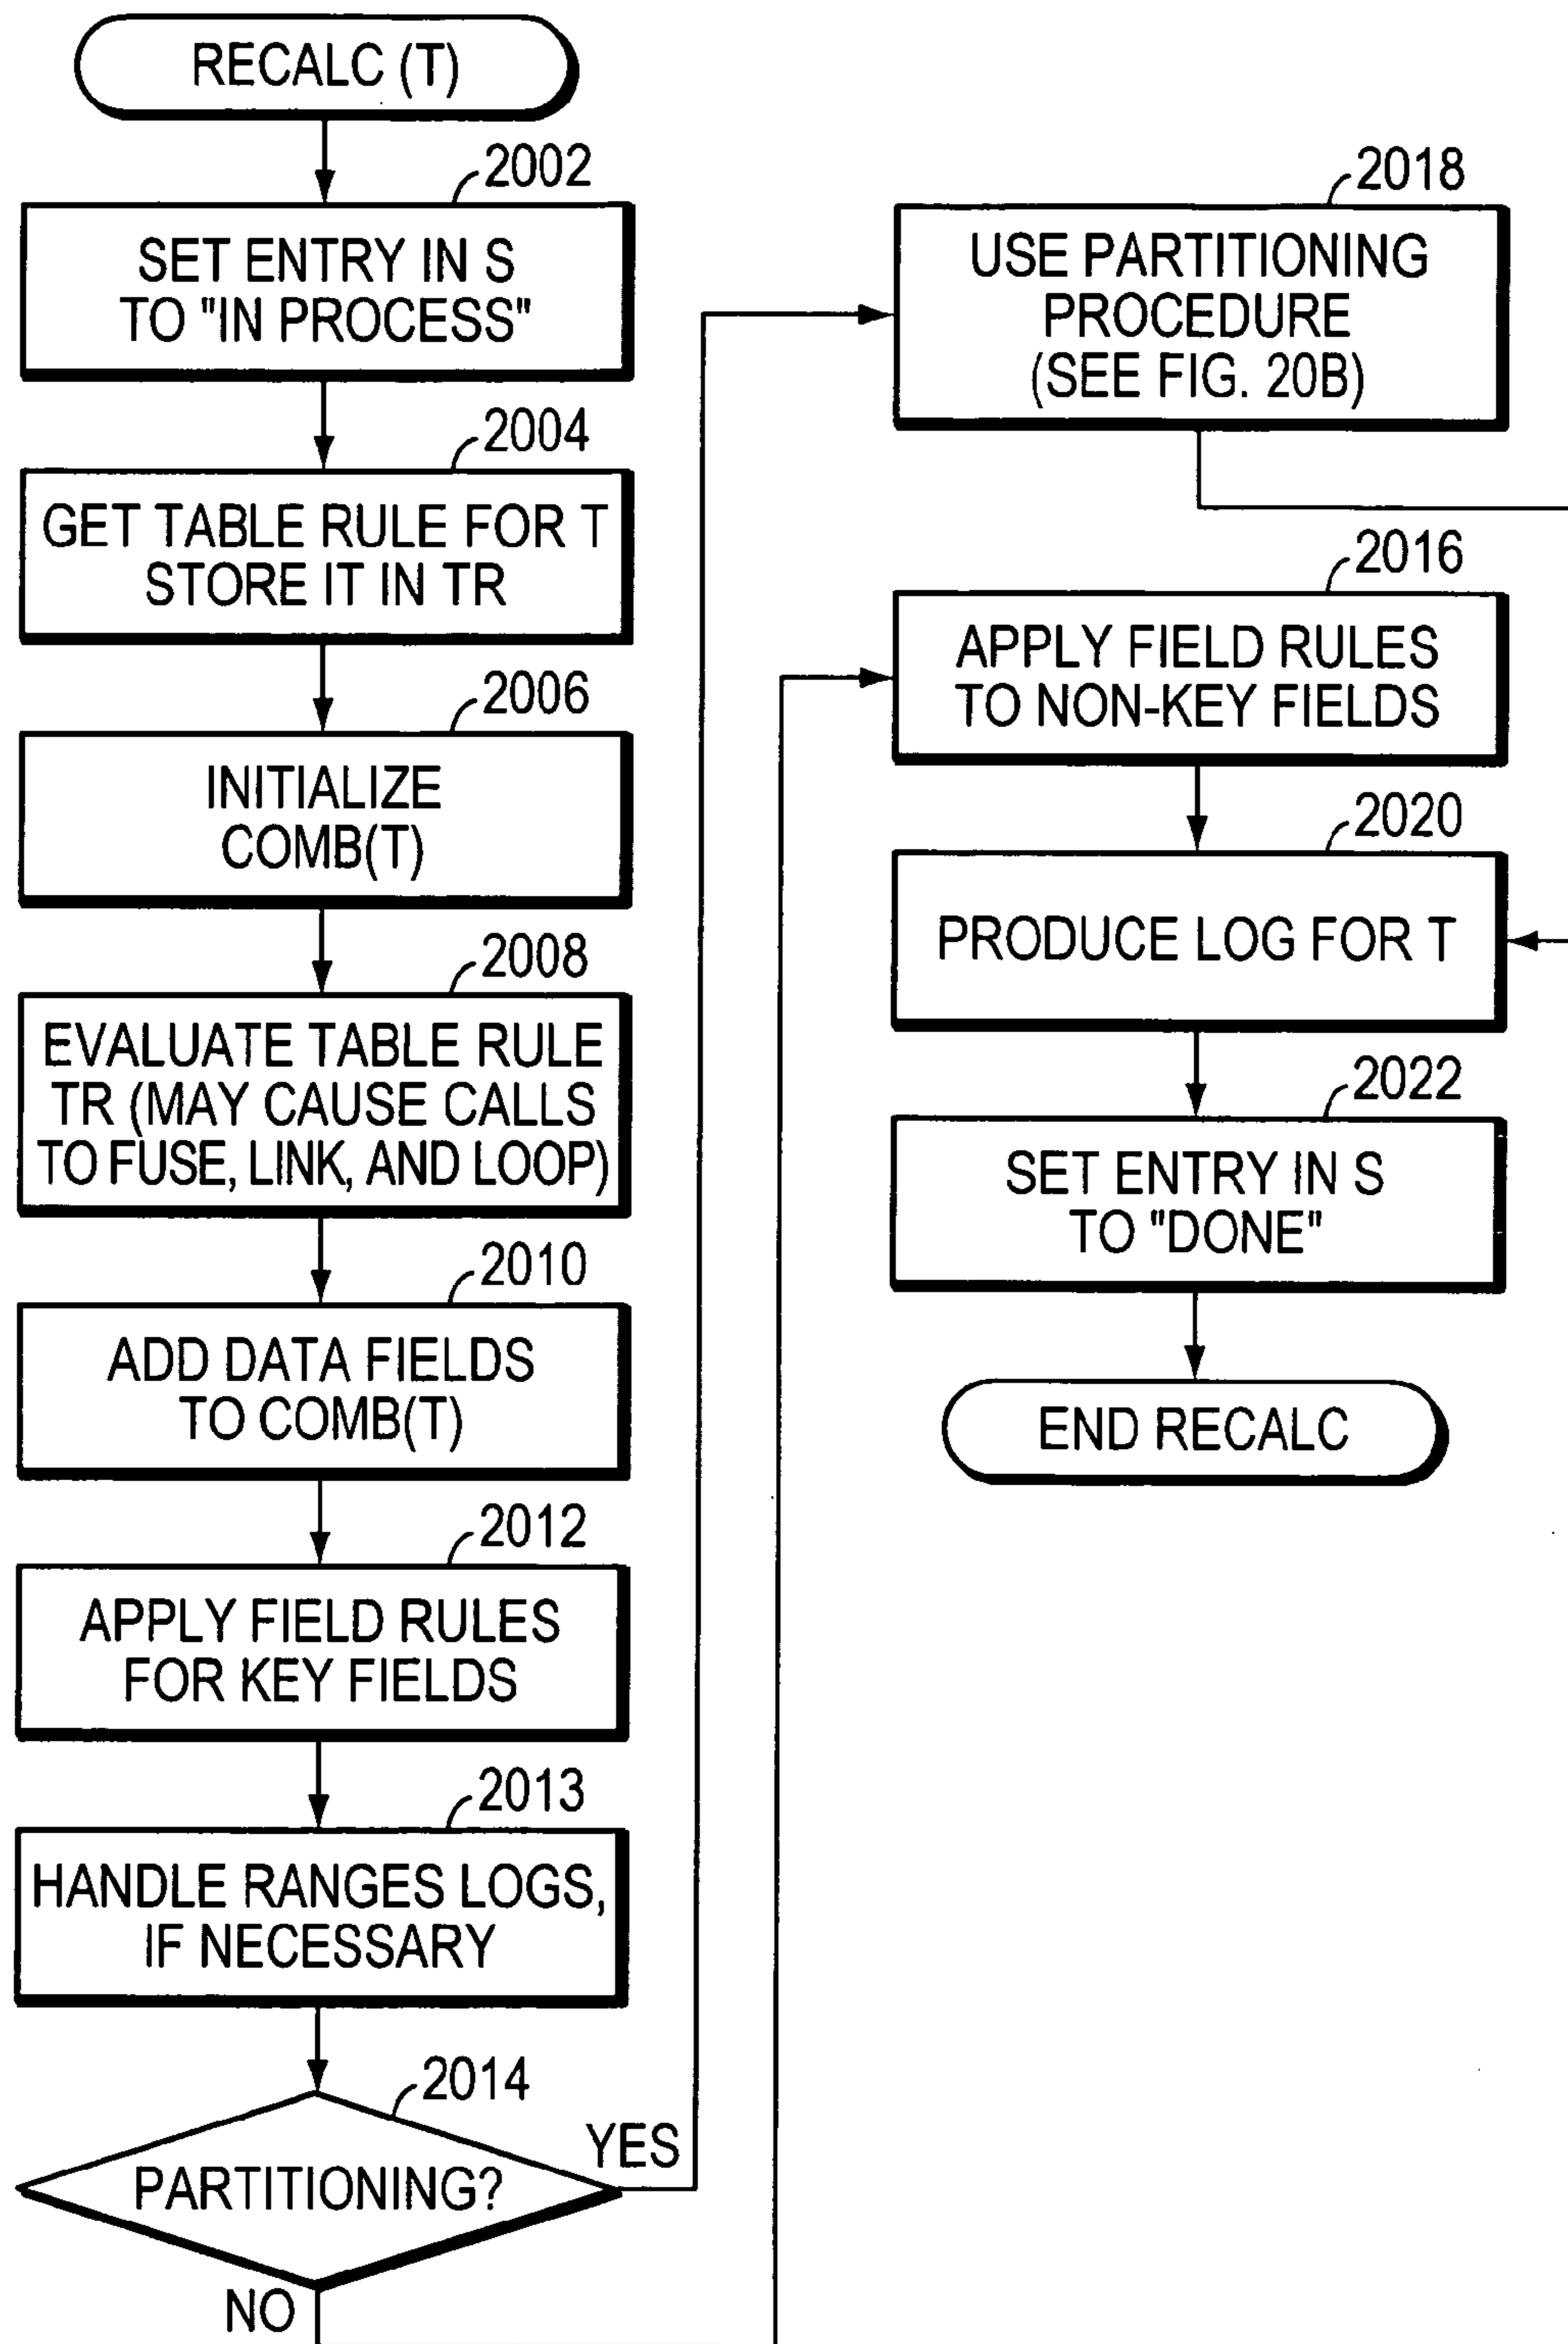 RECALC (T)
2002
SET ENTRY IN S
TO "IN PROCESS"
2004
GET TABLE RULE FOR T
STORE IT IN TR
2006
INITIALIZE
COMB(T)
2008
EVALUATE TABLE RULE
TR (MAY CAUSE CALLS
TO FUSE, LINK, AND LOOP)
2010
ADD DATA FIELDS
TO COMB(T)
2012
APPLY FIELD RULES
FOR KEY FIELDS
2013
HANDLE RANGES LOGS,
IF NECESSARY
2014
PARTITIONING?
YES
NO
2018
USE PARTITIONING
PROCEDURE
(SEE FIG. 20B)
2016
APPLY FIELD RULES
TO NON-KEY FIELDS
2020
PRODUCE LOG FOR T
2022
SET ENTRY IN S
TO "DONE"
END RECALC